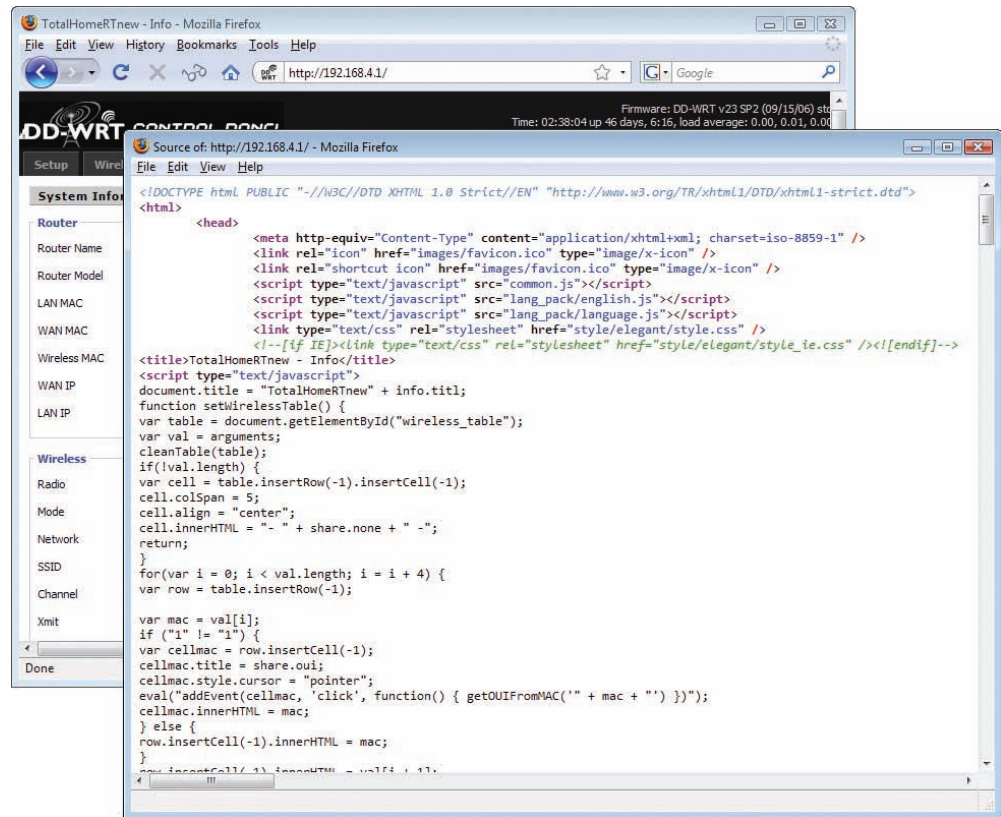 TotalHomeRTnew - Info - Mozilla Firefox
File Edit View History Bookmarks Tools Help
http://192.168.4.1/
G Google
Firmware: DD-WRT v23 SP2 (09/15/06) std
Time: 02:38:04 up 46 days, 6:16, load average: 0.00, 0.01, 0.00
DD-WRT
Setup
System Infor
Router
Router Name
Router Model
LAN MAC
WAN MAC
Wireless MAC
WAN IP
LAN IP
Wireless
Radio
Mode
Network
SSID
Channel
Xmit
Done
Source of: http://192.168.4.1/ - Mozilla Firefox
File Edit View Help
<!DOCTYPE html PUBLIC "-//W3C//DTD XHTML 1.0 Strict//EN" "http://www.w3.org/TR/xhtml1/DTD/xhtml1-strict.dtd">
<html>
<head>
<meta http-equiv="Content-Type" content="application/xhtml+xml; charset=iso-8859-1" />
<link rel="icon" href="images/favicon.ico" type="image/x-icon" />
<link rel="shortcut icon" href="images/favicon.ico" type="image/x-icon" />
<script type="text/javascript" src="common.js"></script>
<script type="text/javascript" src="lang_pack/english.js"></script>
<script type="text/javascript" src="lang_pack/language.js"></script>
<link type="text/css" rel="stylesheet" href="style/elegant/style.css" />
<!--[if IE]><link type="text/css" rel="stylesheet" href="style/elegant/style_ie.css" /><![endif]-->
<title>TotalHomeRTnew - Info</title>
<script type="text/javascript">
document.title = "TotalHomeRTnew" + info.titl;
function setWirelessTable() {
var table = document.getElementById("wireless_table");
var val = arguments;
cleanTable(table);
if(!val.length) {
var cell = table.insertRow(-1).insertCell(-1);
cell.colSpan = 5;
cell.align = "center";
cell.innerHTML = "- " + share.none + " -";
return;
}
for(var i = 0; i < val.length; i = i + 4) {
var row = table.insertRow(-1);
var mac = val[i];
if ("1" != "1") {
var cellmac = row.insertCell(-1);
cellmac.title = share.oui;
cellmac.style.cursor = "pointer";
eval("addEvent(cellmac, 'click', function() { getOUIFromMAC('" + mac + "') })");
cellmac.innerHTML = mac;
} else {
row.insertCell(-1).innerHTML = mac;
}
row.insertCell(-1).innerHTML = val[i + 1];